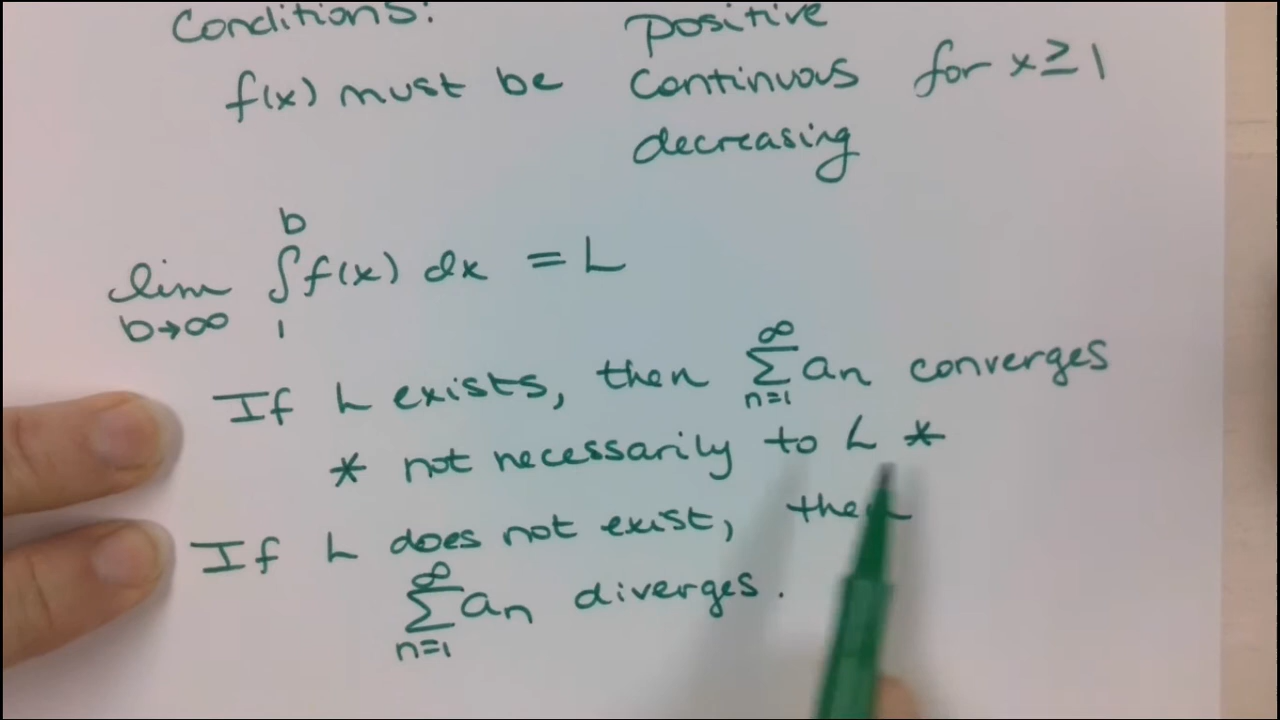 Conditions:
positive
f(x) must be continuous for x ≥ 1
decreasing
lim b→∞ ∫₁ᵇ f(x) dx = L
If L exists, then ∑_{n=1}^{∞} aₙ converges
* not necessarily to L *
If L does not exist, then
∑_{n=1}^{∞} aₙ diverges.